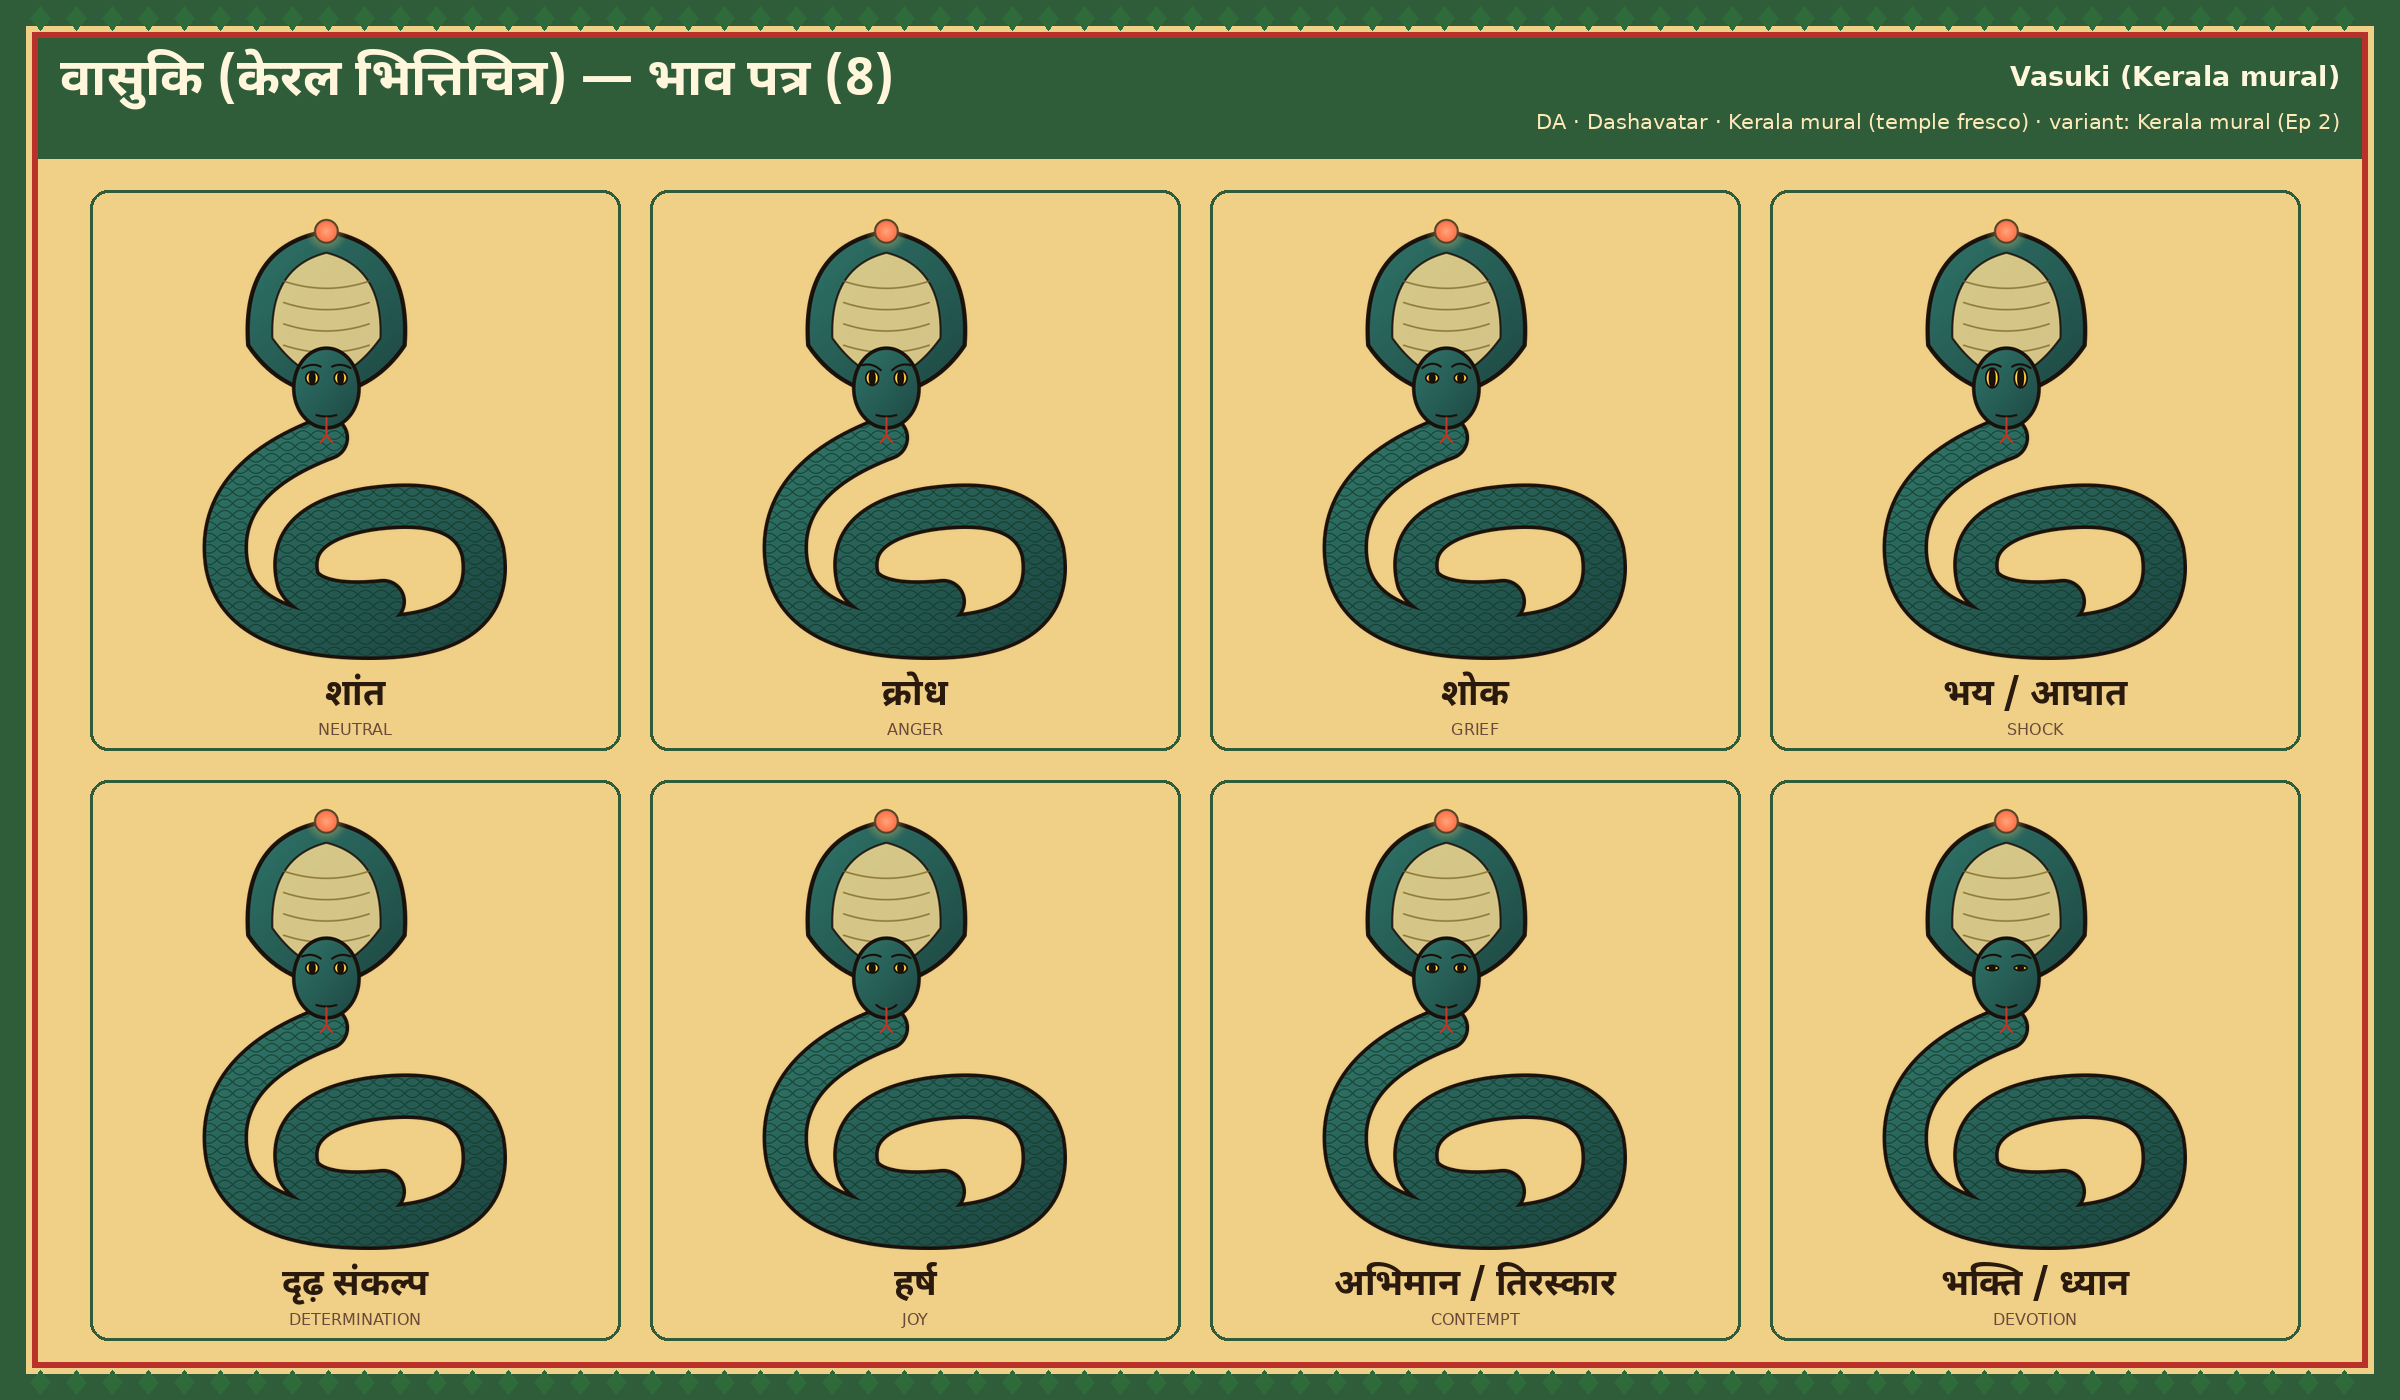 वासुकि (केरल भित्तिचित्र) — भाव पत्र (8)
Vasuki (Kerala mural)
DA · Dashavatar · Kerala mural (temple fresco) · variant: Kerala mural (Ep 2)
शांत
NEUTRAL
क्रोध
ANGER
शोक
GRIEF
भय / आघात
SHOCK
दृढ़ संकल्प
DETERMINATION
हर्ष
JOY
अभिमान / तिरस्कार
CONTEMPT
भक्ति / ध्यान
DEVOTION